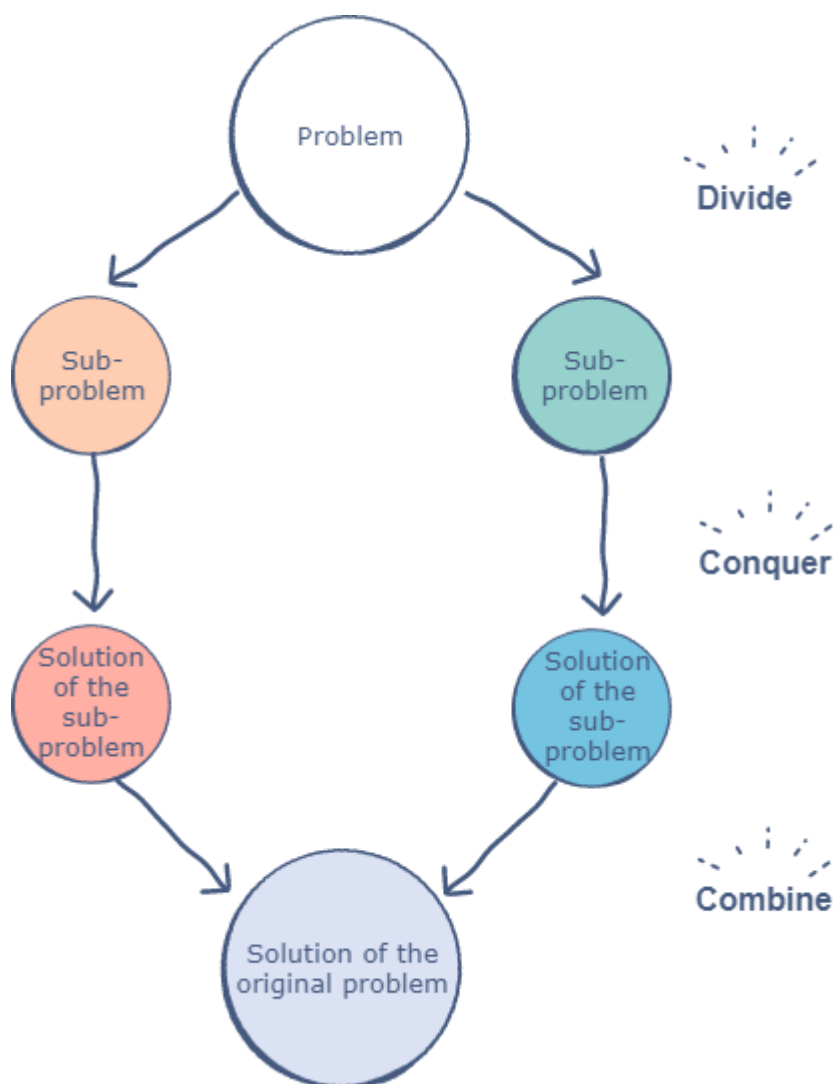 Problem
Divide
Sub-
problem
Sub-
problem
Conquer
Solution
of the
sub-
problem
Solution
of the
sub-
problem
Combine
Solution of the
original problem